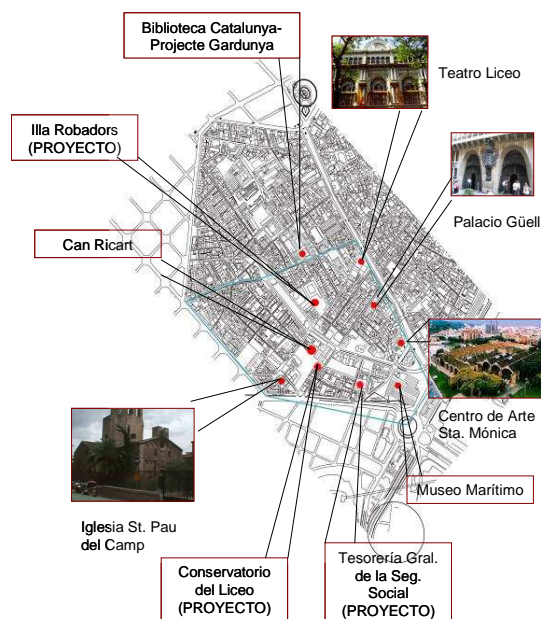 Biblioteca Catalunya-
Projecte Gardunya
Teatro Liceo
Illa Robadors
(PROYECTO)
Palacio Güell
Can Ricart
Centro de Arte
Sta. Mónica
Museo Marítimo
Iglesia St. Pau
del Camp
Conservatorio
del Liceo
(PROYECTO)
Tesorería Gral.
de la Seg.
Social
(PROYECTO)